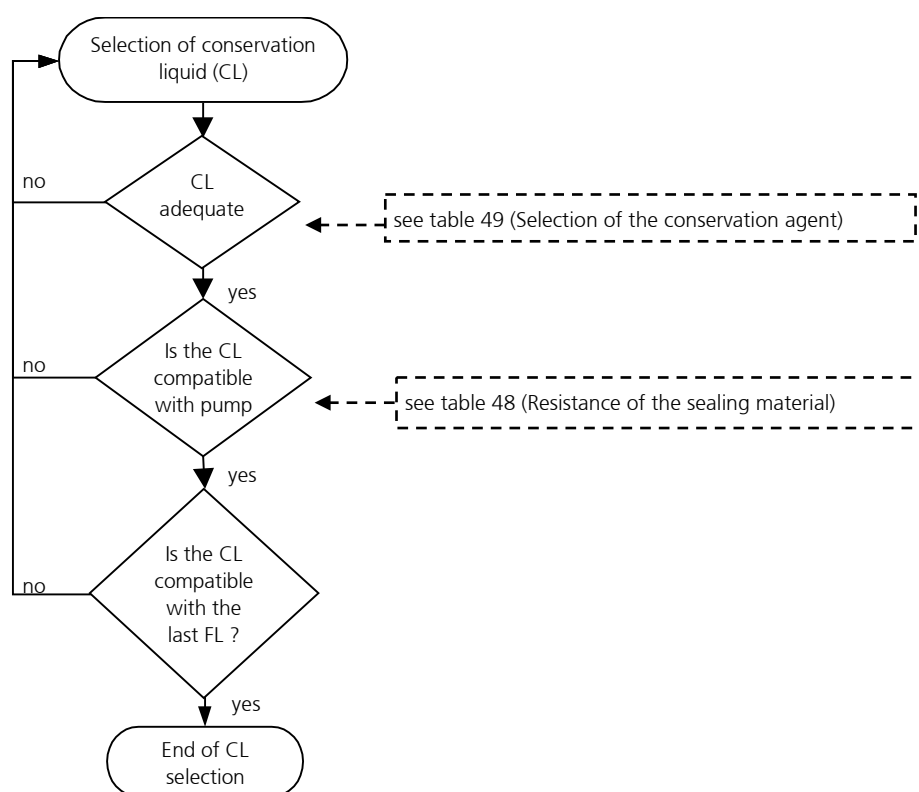 Selection of conservation
liquid (CL)
no
CL
adequate
see table 49 (Selection of the conservation agent)
yes
no
Is the CL
compatible
with pump
see table 48 (Resistance of the sealing material)
yes
no
Is the CL
compatible
with the
last FL ?
yes
End of CL
selection